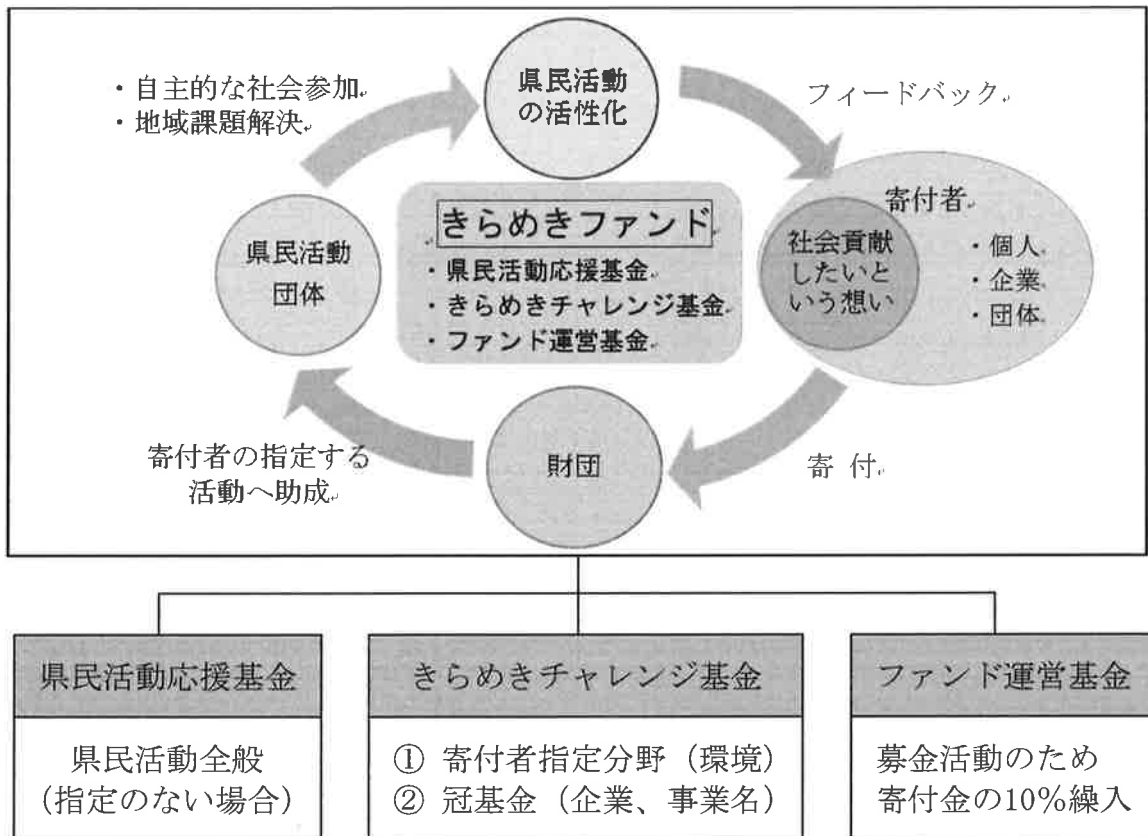 県民活動
の活性化
・自主的な社会参加
・地域課題解決
フィードバック
県民活動
団体
きらめきファンド
・県民活動応援基金
・きらめきチャレンジ基金
・ファンド運営基金
寄付者
社会貢献
したいと
いう想い
・個人
・企業
・団体
寄付者の指定する
活動へ助成
財団
寄 付
県民活動応援基金
県民活動全般
(指定のない場合)
きらめきチャレンジ基金
① 寄付者指定分野(環境)
② 冠基金(企業、事業名)
ファンド運営基金
募金活動のため
寄付金の10%繰入